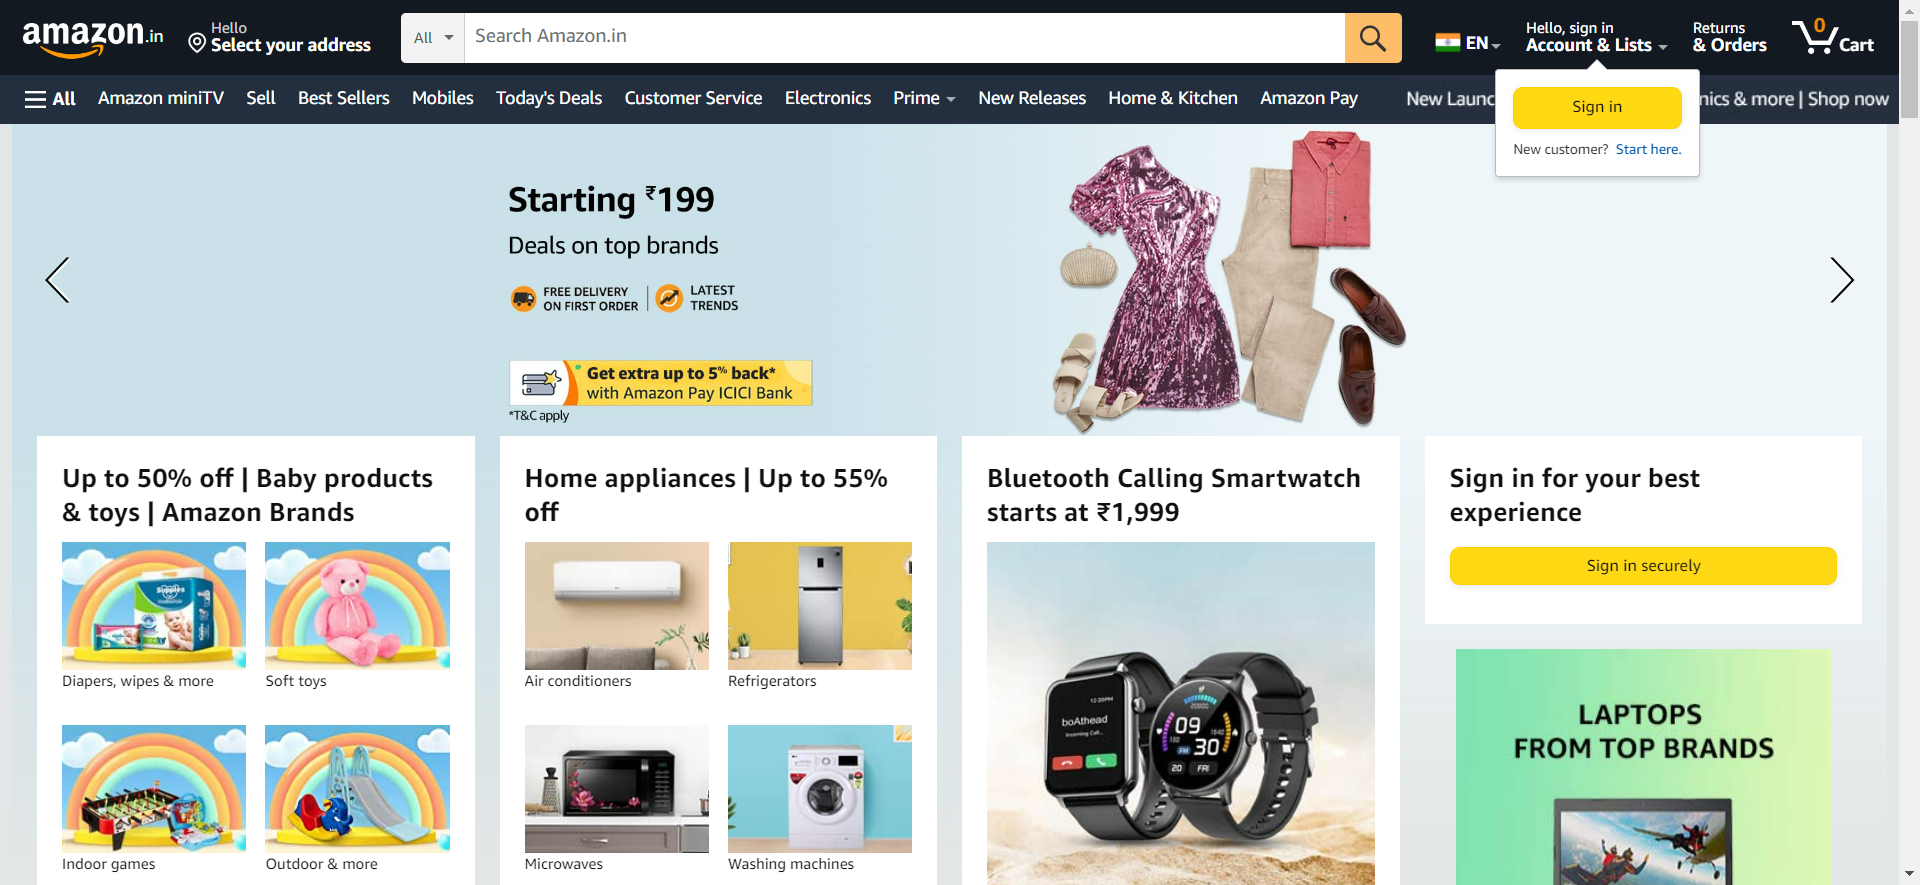 amazon.in
Hello
Select your address
All
Search Amazon.in
EN
Hello, sign in
Account & Lists
Returns
& Orders
0
Cart
All
Amazon miniTV
Sell
Best Sellers
Mobiles
Today's Deals
Customer Service
Electronics
Prime
New Releases
Home & Kitchen
Amazon Pay
New
& more | Shop now
Sign in
New customer? Start here.
Starting ₹199
Deals on top brands
FREE DELIVERY
ON FIRST ORDER
LATEST
TRENDS
Get extra up to 5% back*
with Amazon Pay ICICI Bank
*T&C apply
Up to 50% off | Baby products
& toys | Amazon Brands
Diapers, wipes & more
Soft toys
Indoor games
Outdoor & more
Home appliances | Up to 55%
off
Air conditioners
Refrigerators
Microwaves
Washing machines
Bluetooth Calling Smartwatch
starts at ₹1,999
boAthead
Incoming Call...
20000
09
30
PM
20
FRI
Sign in for your best
experience
Sign in securely
LAPTOPS
FROM TOP BRANDS